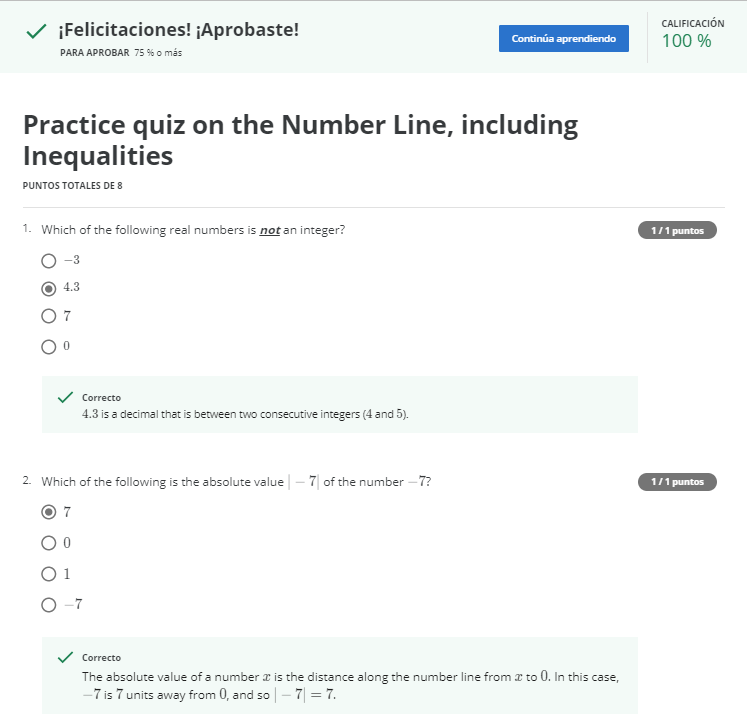 ¡Felicitaciones! ¡Aprobaste!
PARA APROBAR 75 % o más
Continúa aprendiendo
CALIFICACIÓN
100 %
Practice quiz on the Number Line, including
Inequalities
PUNTOS TOTALES DE 8
1. Which of the following real numbers is not an integer?
1 / 1 puntos
−3
4.3
7
0
Correcto
4.3 is a decimal that is between two consecutive integers (4 and 5).
2. Which of the following is the absolute value | − 7| of the number −7?
1 / 1 puntos
7
0
1
−7
Correcto
The absolute value of a number x is the distance along the number line from x to 0. In this case,
−7 is 7 units away from 0, and so | − 7| = 7.